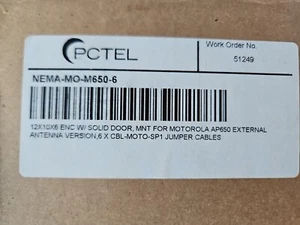 PCTEL
Work Order No.
51249
NEMA-MO-M650-6
12X10X6 ENC W/ SOLID DOOR, MNT FOR MOTOROLA AP650 EXTERNAL
ANTENNA VERSION,6 X CBL-MOTO-SP1 JUMPER CABLES